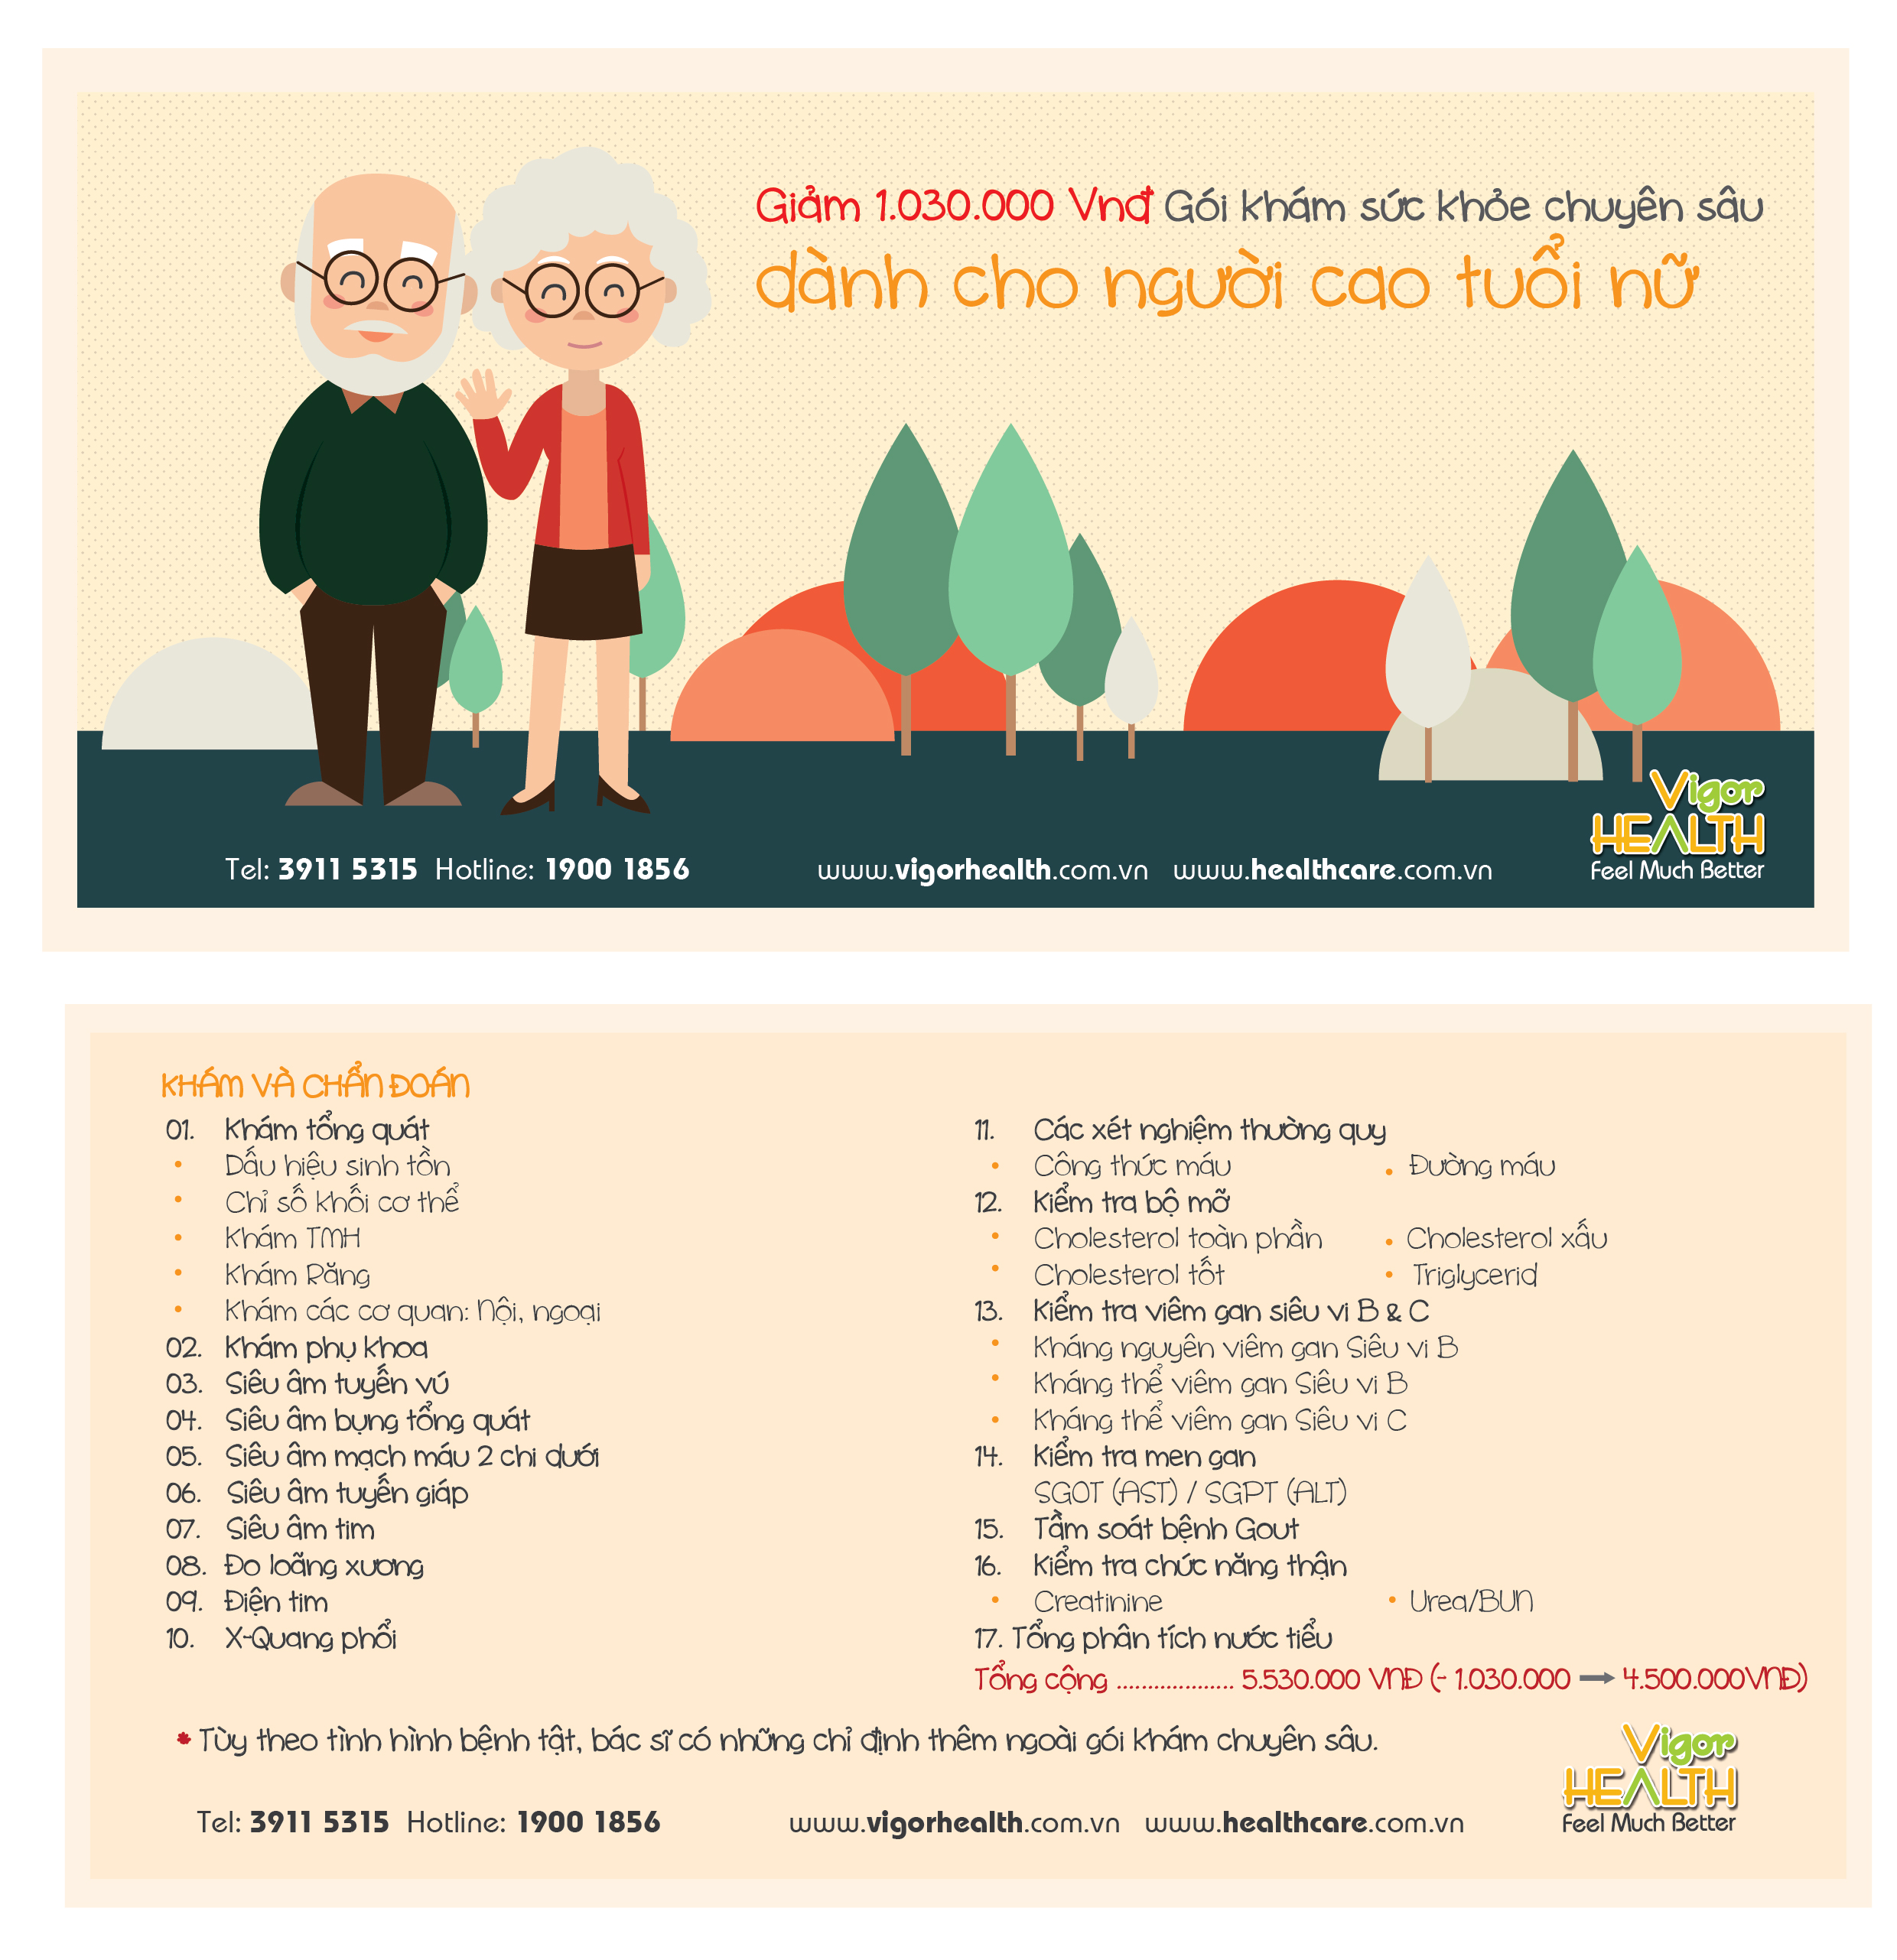 Giảm 1.030.000 Vnđ Gói khám sức khỏe chuyên sâu
dành cho người cao tuổi nữ
Vigor
HEALTH
Feel Much Better
Tel: 3911 5315 Hotline: 1900 1856 www.vigorhealth.com.vn www.healthcare.com.vn
KHÁM VÀ CHẨN ĐOÁN
01. Khám tổng quát
• Dấu hiệu sinh tồn
• Chỉ số khối cơ thể
• Khám TMH
• Khám Răng
• Khám các cơ quan: Nội, ngoại
02. Khám phụ khoa
03. Siêu âm tuyến vú
04. Siêu âm bụng tổng quát
05. Siêu âm mạch máu 2 chi dưới
06. Siêu âm tuyến giáp
07. Siêu âm tim
08. Đo loãng xương
09. Điện tim
10. X-Quang phổi
11. Các xét nghiệm thường quy
• Công thức máu • Đường máu
12. Kiểm tra bộ mỡ
• Cholesterol toàn phần • Cholesterol xấu
• Cholesterol tốt • Triglycerid
13. Kiểm tra viêm gan siêu vi B & C
• Kháng nguyên viêm gan Siêu vi B
• Kháng thể viêm gan Siêu vi B
• Kháng thể viêm gan Siêu vi C
14. Kiểm tra men gan
SGOT (AST) / SGPT (ALT)
15. Tầm soát bệnh Gout
16. Kiểm tra chức năng thận
• Creatinine • Urea/BUN
17. Tổng phân tích nước tiểu
Tổng cộng ................... 5.530.000 VNĐ (- 1.030.000 → 4.500.000VNĐ)
* Tùy theo tình hình bệnh tật, bác sĩ có những chỉ định thêm ngoài gói khám chuyên sâu.
Vigor
HEALTH
Feel Much Better
Tel: 3911 5315 Hotline: 1900 1856 www.vigorhealth.com.vn www.healthcare.com.vn